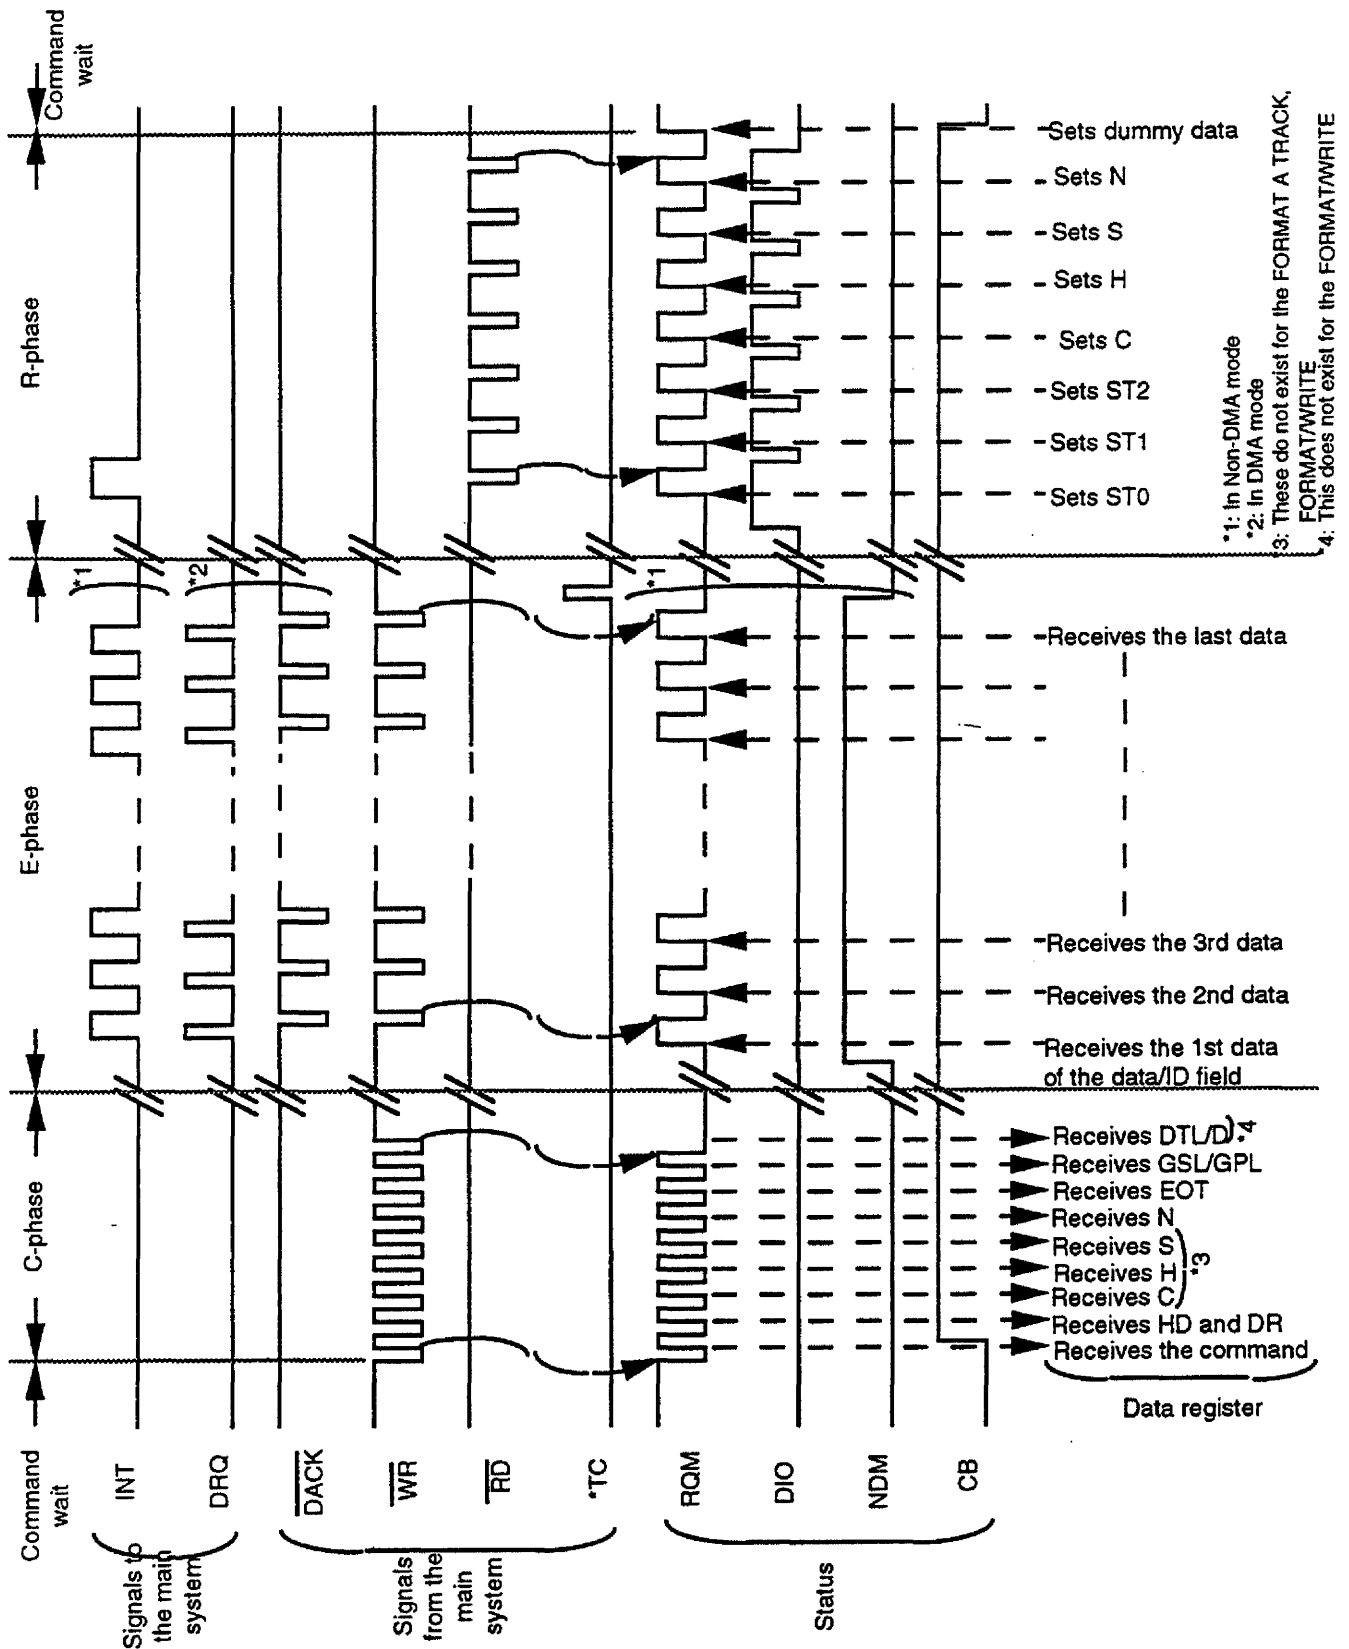 Command
wait
C-phase
E-phase
R-phase
Command
wait
Signals to
the main
system
INT
*1
DRQ
*2
Signals
from the
main
system
DACK
WR
RD
*TC
Status
RQM
*1
DIO
NDM
CB
Data register
Receives the command
Receives HD and DR
Receives C
Receives H
Receives S
*3
Receives N
Receives EOT
Receives GSL/GPL
Receives DTL/D
*4
Receives the 1st data
of the data/ID field
Receives the 2nd data
Receives the 3rd data
Receives the last data
Sets ST0
Sets ST1
Sets ST2
Sets C
Sets H
Sets S
Sets N
Sets dummy data
*1: In Non-DMA mode
*2: In DMA mode
*3: These do not exist for the FORMAT A TRACK,
FORMAT/WRITE
*4: This does not exist for the FORMAT/WRITE